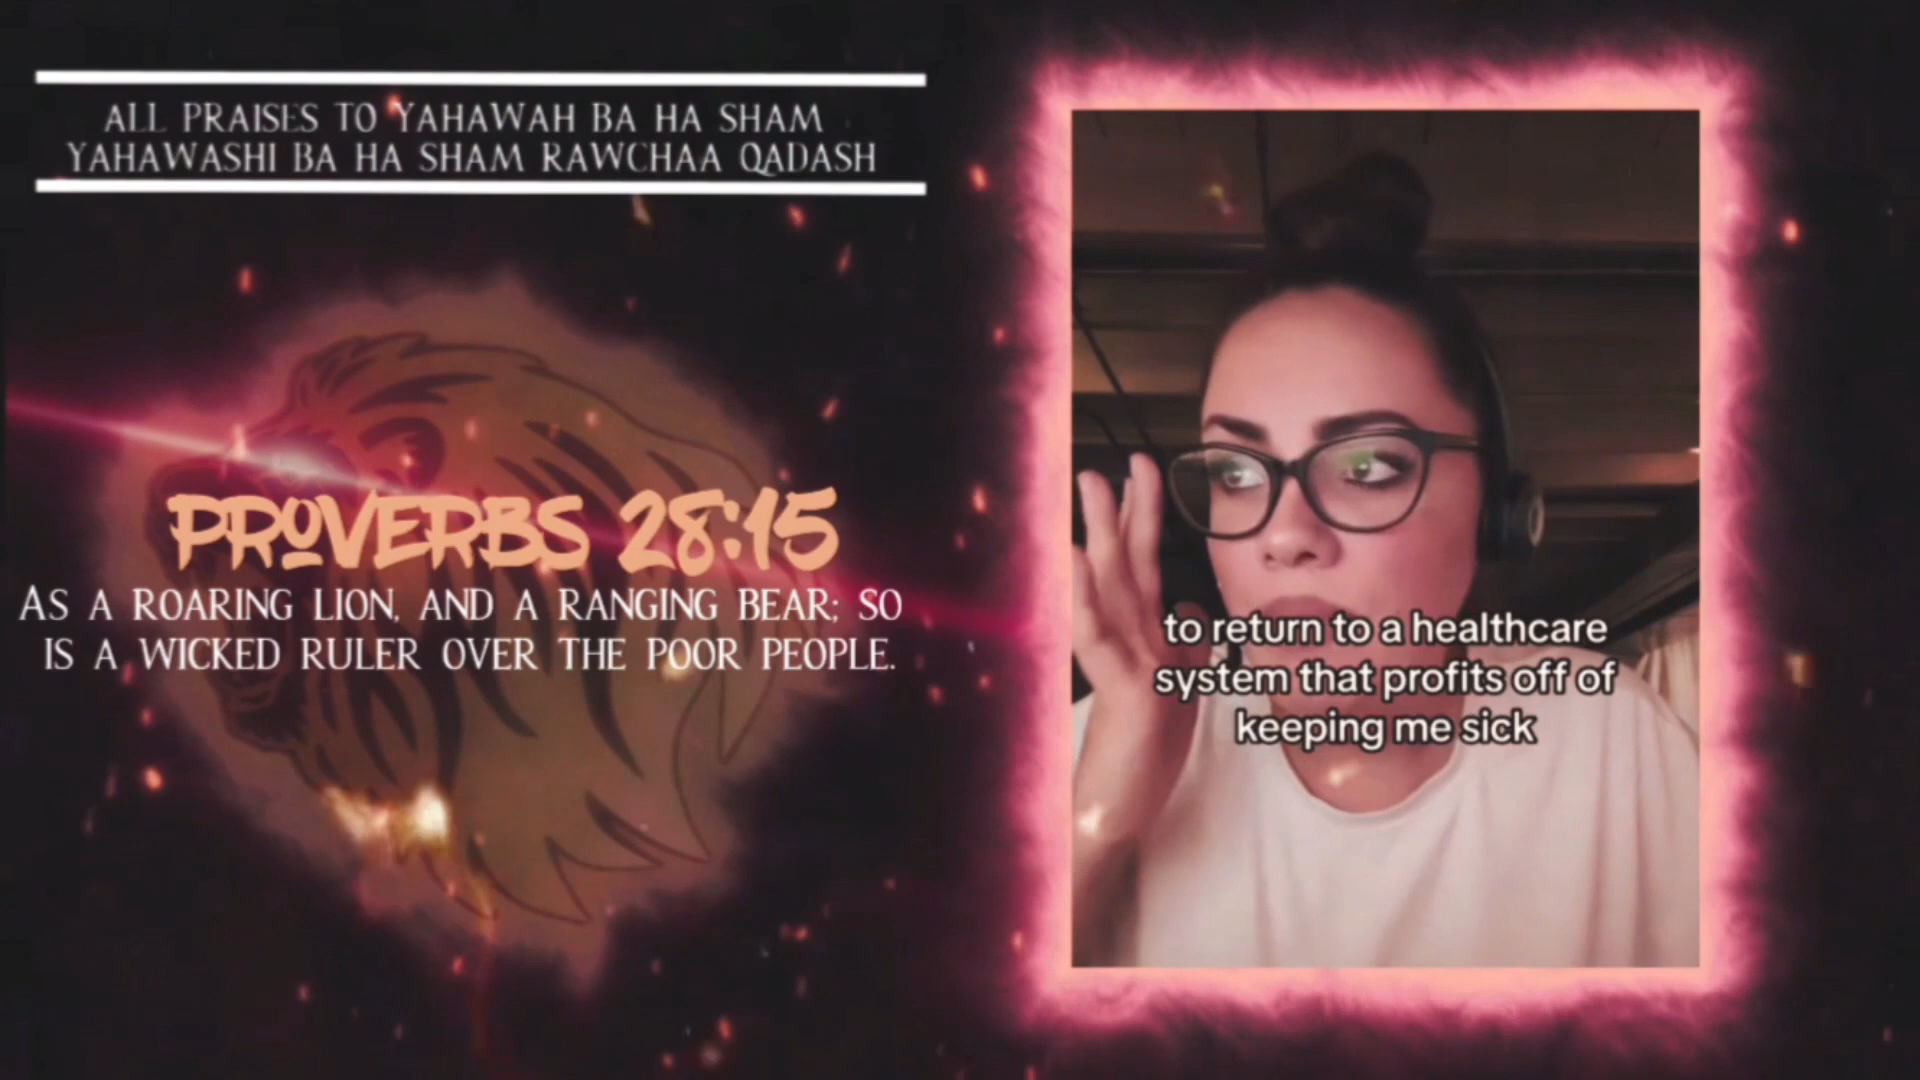 ALL PRAISES TO YAHAWAH BA HA SHAM
YAHAWASHI BA HA SHAM RAWCHAA QADASH
PROVERBS 28:15
AS A ROARING LION, AND A RANGING BEAR; SO
IS A WICKED RULER OVER THE POOR PEOPLE.
to return to a healthcare
system that profits off of
keeping me sick